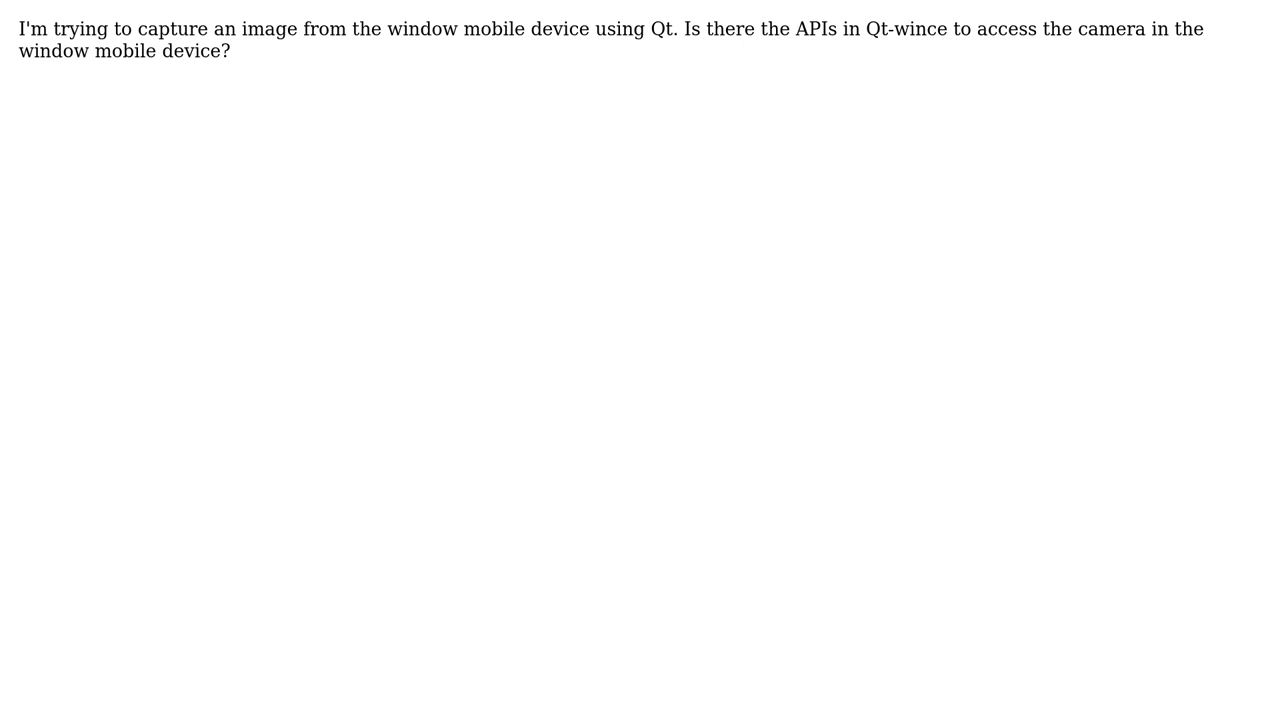 I'm trying to capture an image from the window mobile device using Qt. Is there the APIs in Qt-wince to access the camera in the
window mobile device?